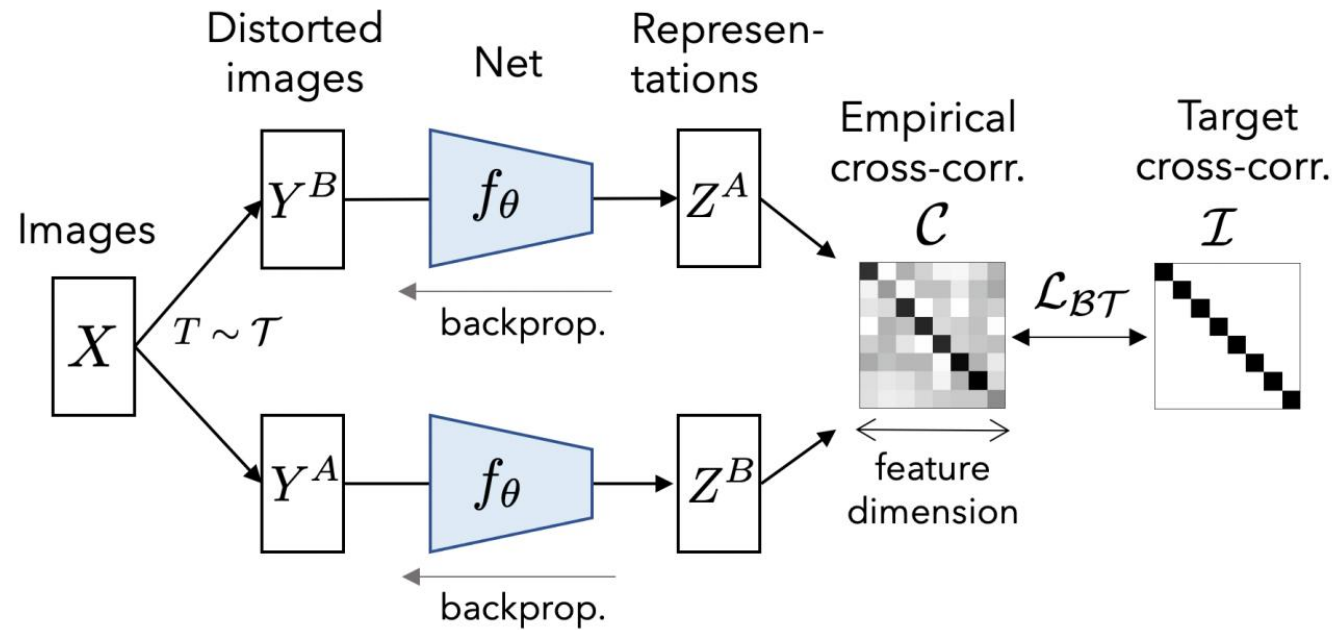 Distorted
images
Net
Represen-
tations
Empirical
cross-corr.
Target
cross-corr.
Images
X
T ~ 𝒯
Y^B
f_θ
Z^A
backprop.
𝒞
ℒ_ℬ𝒯
ℐ
Y^A
f_θ
Z^B
backprop.
feature
dimension